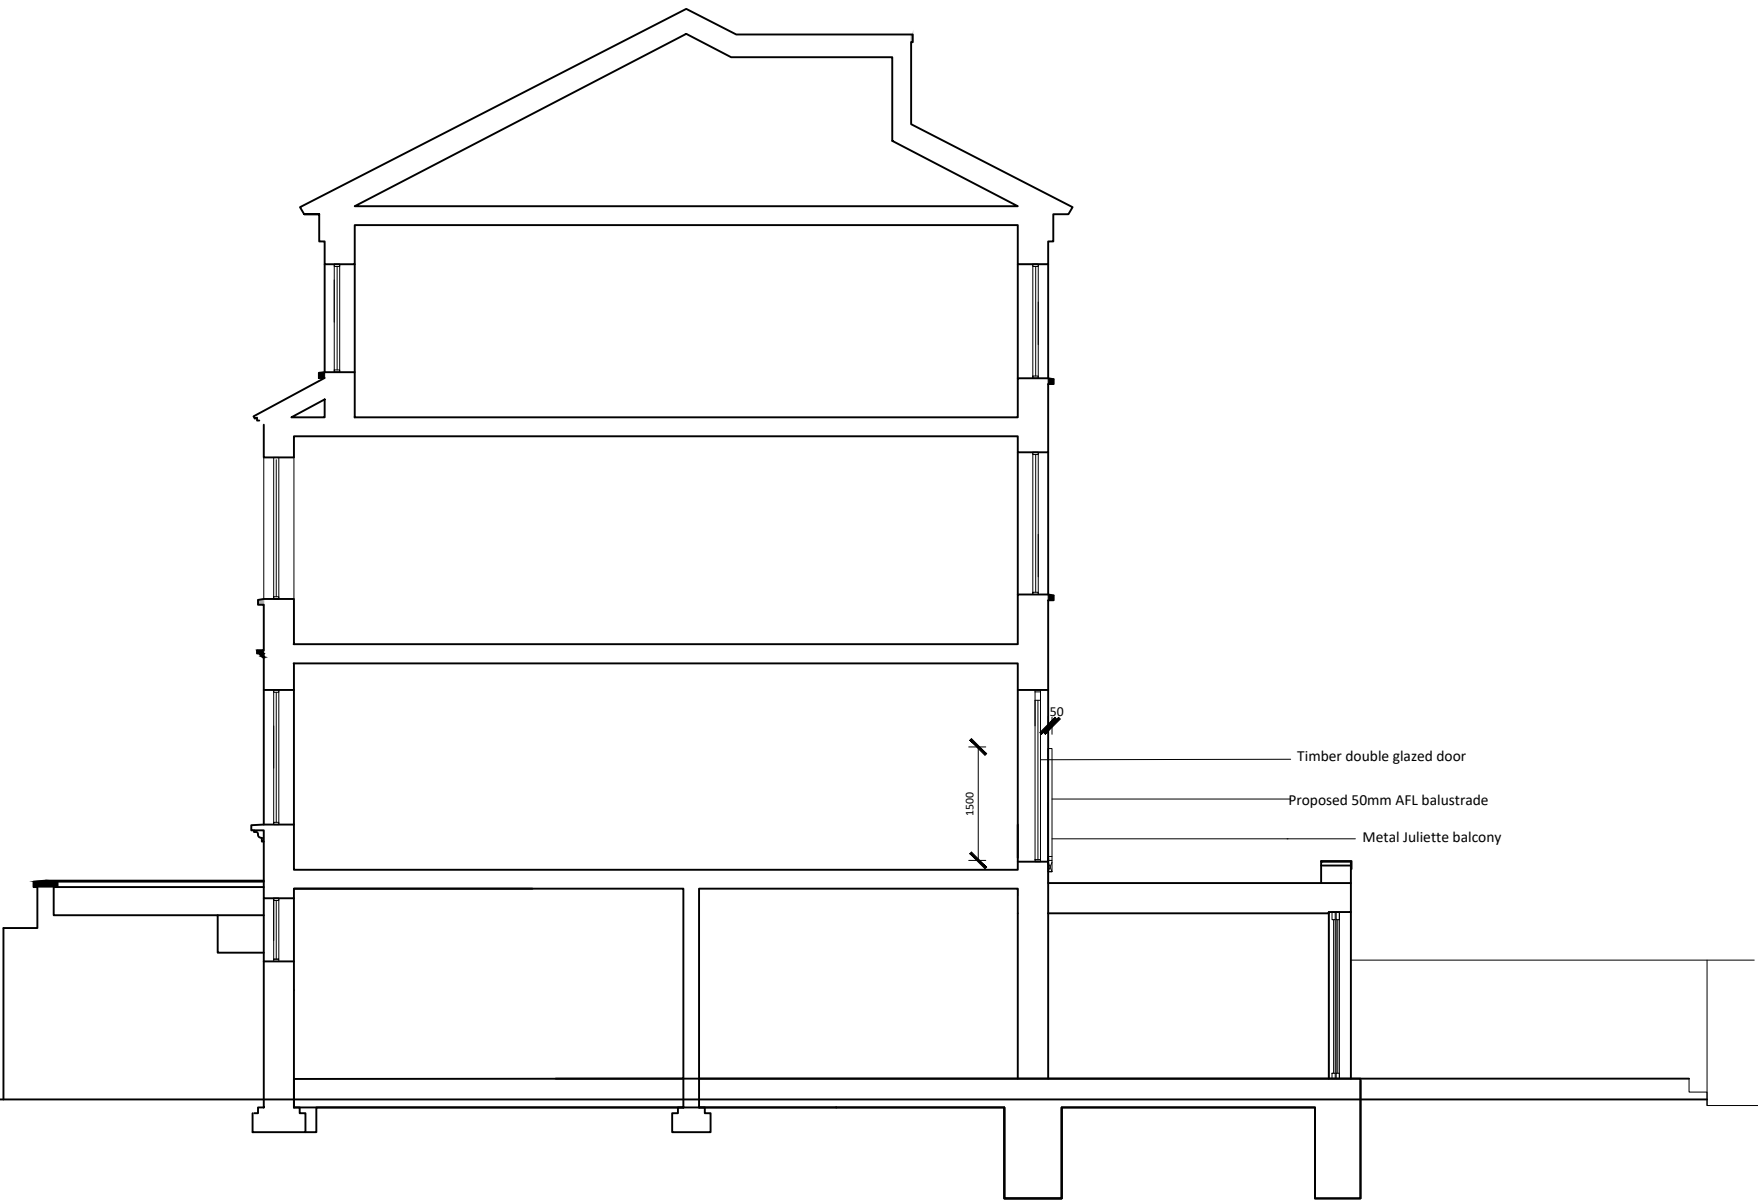 50
Timber double glazed door
1500
Proposed 50mm AFL balustrade
Metal Juliette balcony